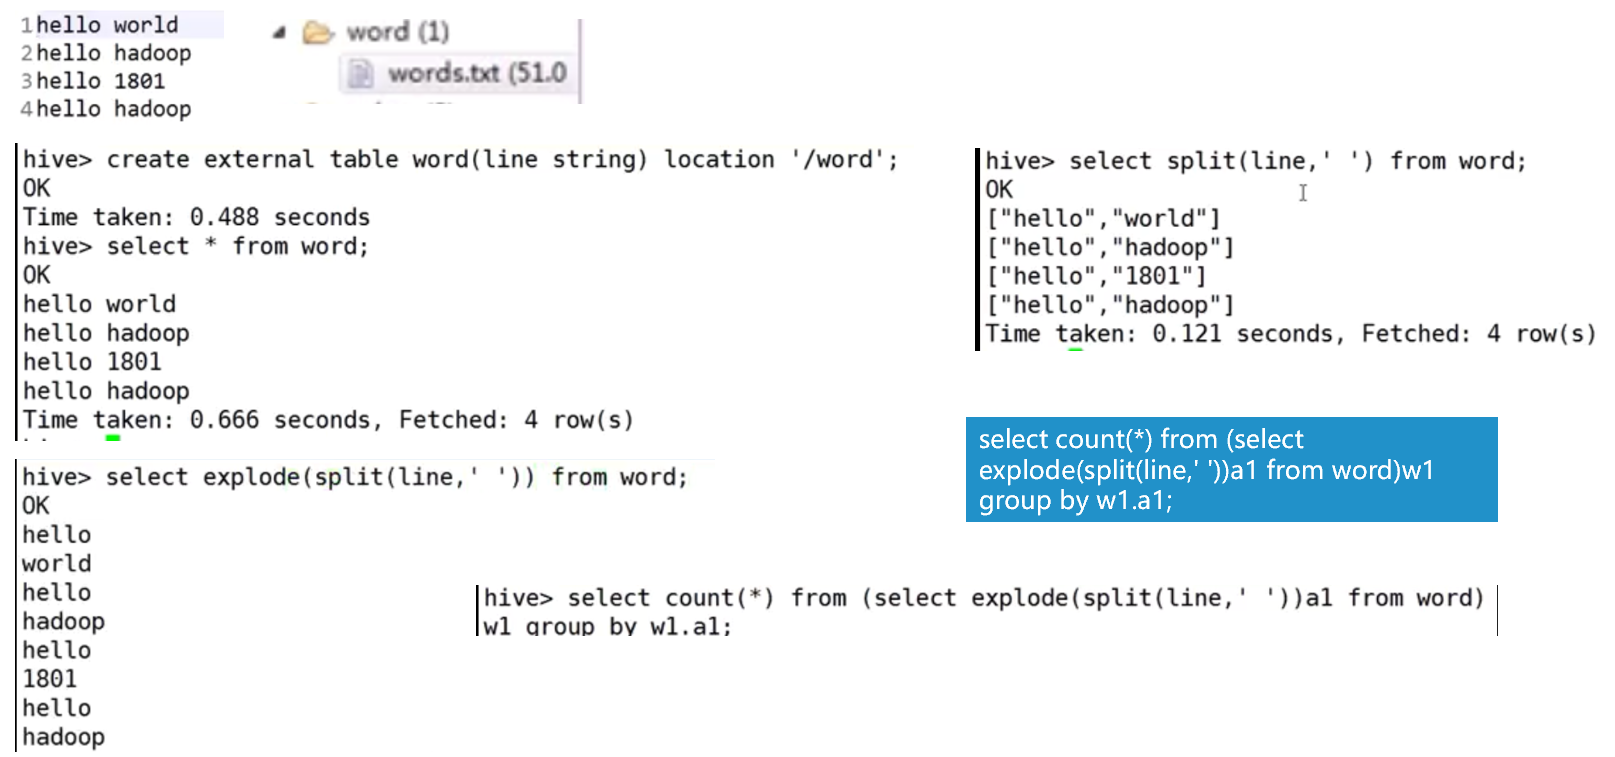 1hello world
2hello hadoop
3hello 1801
4hello hadoop
word (1)
words.txt (51.0
hive> create external table word(line string) location '/word';
OK
Time taken: 0.488 seconds
hive> select * from word;
OK
hello world
hello hadoop
hello 1801
hello hadoop
Time taken: 0.666 seconds, Fetched: 4 row(s)
hive> select split(line,' ') from word;
OK
["hello","world"]
["hello","hadoop"]
["hello","1801"]
["hello","hadoop"]
Time taken: 0.121 seconds, Fetched: 4 row(s)
select count(*) from (select
explode(split(line,' '))a1 from word)w1
group by w1.a1;
hive> select explode(split(line,' ')) from word;
OK
hello
world
hello
hadoop
hello
1801
hello
hadoop
hive> select count(*) from (select explode(split(line,' '))a1 from word)
w1 group by w1.a1;